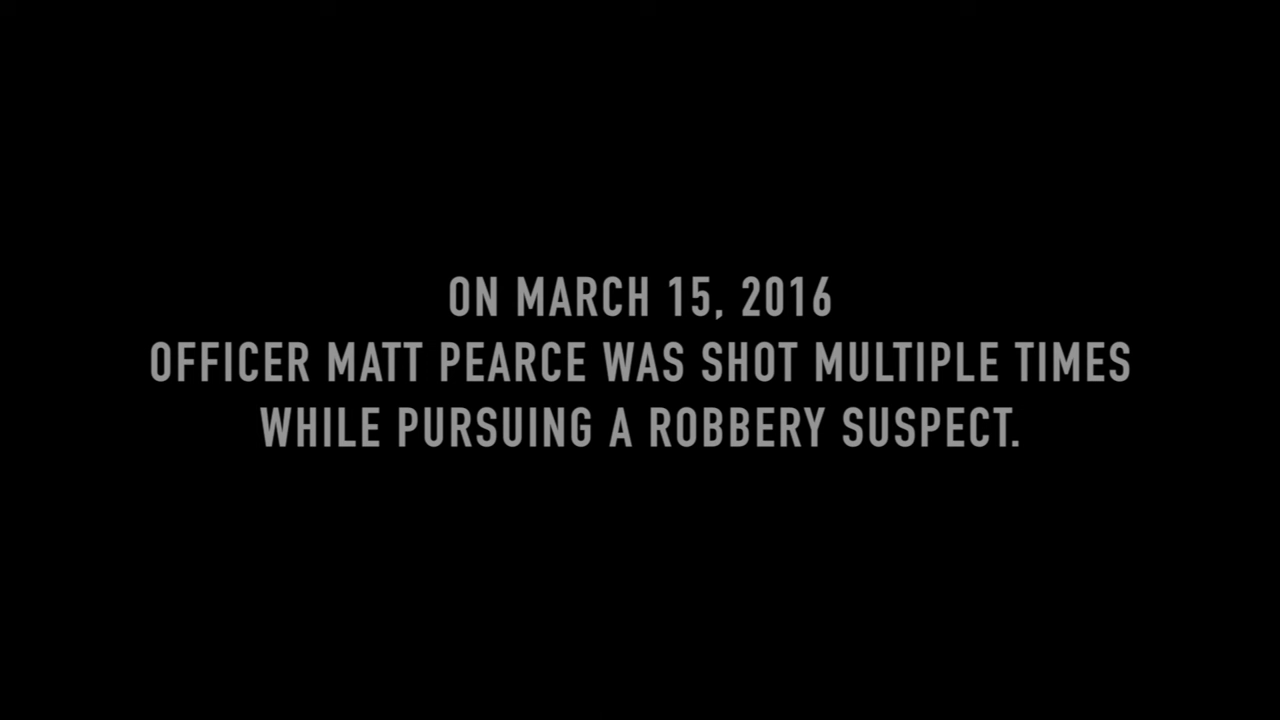 ON MARCH 15, 2016
OFFICER MATT PEARCE WAS SHOT MULTIPLE TIMES
WHILE PURSUING A ROBBERY SUSPECT.